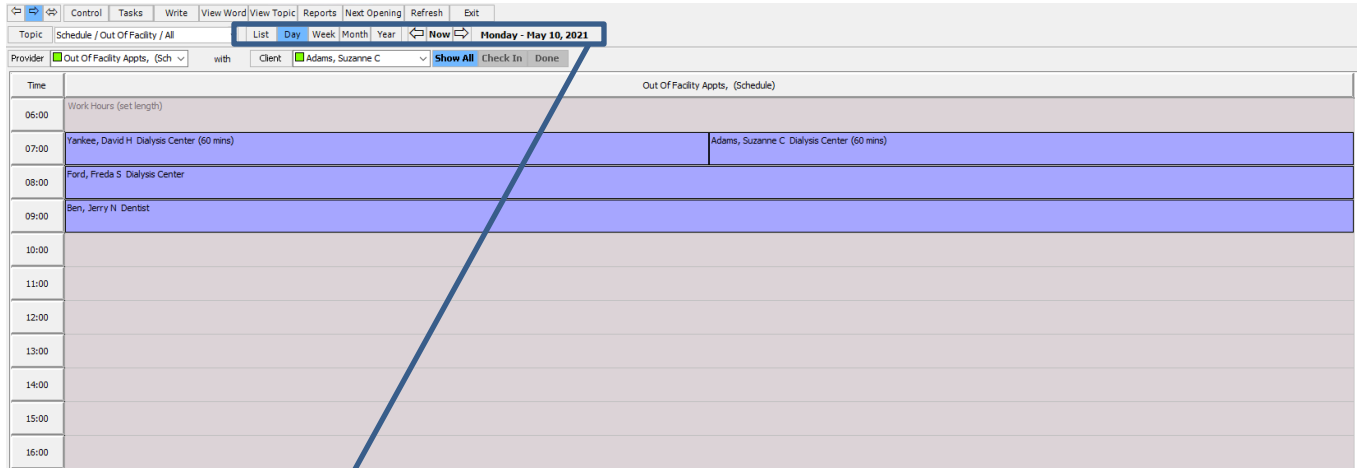 Control Tasks Write View Word View Topic Reports Next Opening Refresh Exit
Topic Schedule / Out Of Facility / All List Day Week Month Year Now Monday - May 10, 2021
Provider Out Of Facility Appts, (Sch with Client Adams, Suzanne C Show All Check In Done
Time Out Of Facility Appts, (Schedule)
06:00 Work Hours (set length)
07:00 Yankee, David H Dialysis Center (60 mins) Adams, Suzanne C Dialysis Center (60 mins)
08:00 Ford, Freda S Dialysis Center
09:00 Ben, Jerry N Dentist
10:00
11:00
12:00
13:00
14:00
15:00
16:00